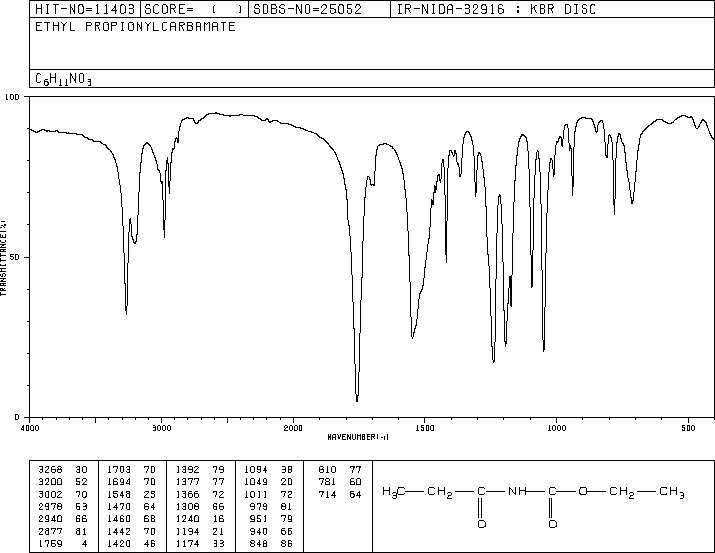 HIT-NO=11403 SCORE= ( ) SDBS-NO=25052 IR-NIDA-32916 : KBR DISC
ETHYL PROPIONYLCARBAMATE
C6H11NO3
100
50
0
TRANSMITTANCE(%)
4000 3000 2000 1500 1000 500
WAVENUMBER(-1)
3268 30 1703 70 1392 79 1094 38 810 77
3200 52 1694 70 1377 77 1049 20 781 60
3002 70 1548 23 1366 72 1011 72 714 64
2978 53 1470 64 1308 66 979 81
2940 66 1460 68 1240 16 951 79
2877 81 1442 70 1194 21 940 66
1759 4 1420 46 1174 33 848 86
H3C CH2 C NH C O CH2 CH3
O O